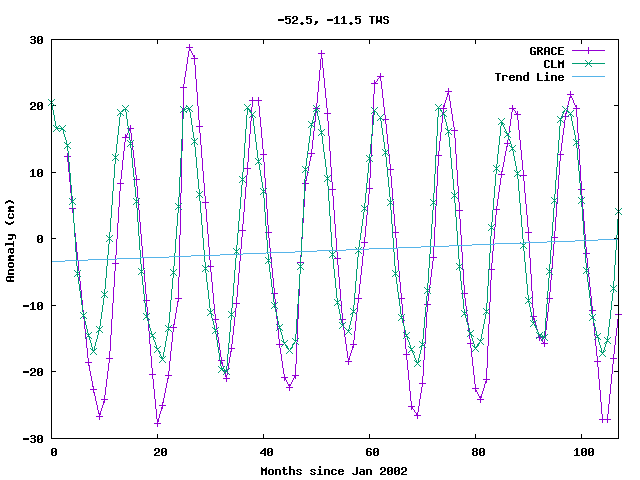 -52.5, -11.5 TWS
GRACE
CLM
Trend Line
30
20
10
0
-10
-20
-30
Anomaly (cm)
0 20 40 60 80 100
Months since Jan 2002